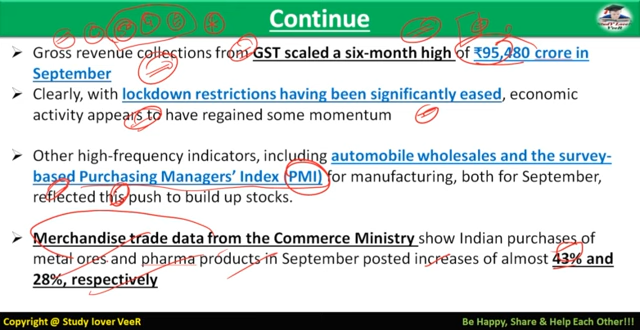 Continue
➢ Gross revenue collections from GST scaled a six-month high of ₹95,480 crore in
September
➢ Clearly, with lockdown restrictions having been significantly eased, economic
activity appears to have regained some momentum
➢ Other high-frequency indicators, including automobile wholesales and the survey-
based Purchasing Managers' Index (PMI) for manufacturing, both for September,
reflected this push to build up stocks.
➢ Merchandise trade data from the Commerce Ministry show Indian purchases of
metal ores and pharma products in September posted increases of almost 43% and
28%, respectively
Copyright @ Study lover VeeR
Be Happy, Share & Help Each Other!!!